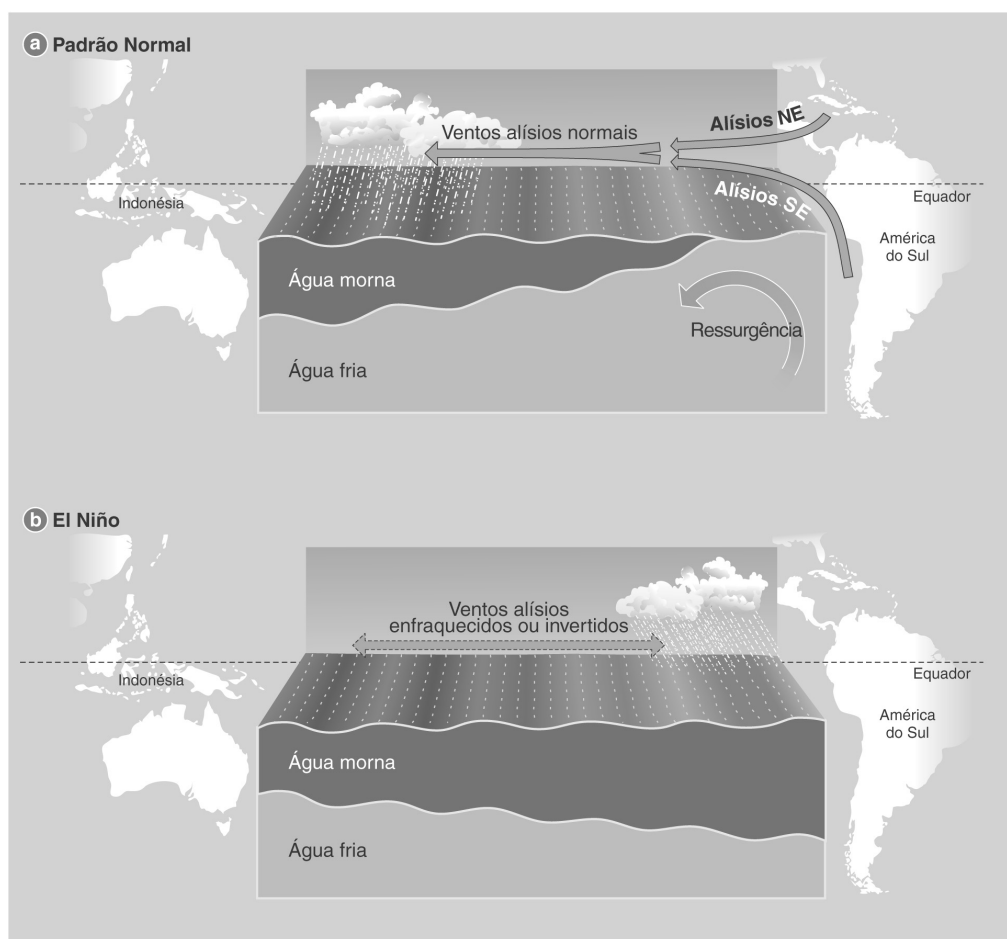 a Padrão Normal
Ventos alísios normais
Alísios NE
Alísios SE
Indonésia
Equador
América
do Sul
Água morna
Ressurgência
Água fria
b El Niño
Ventos alísios
enfraquecidos ou invertidos
Indonésia
Equador
América
do Sul
Água morna
Água fria